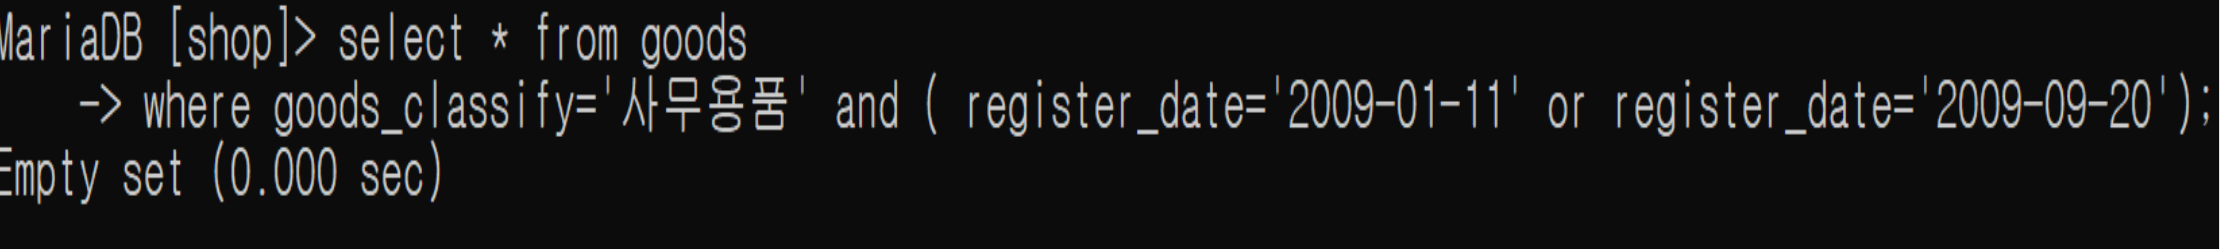 MariaDB [shop]> select * from goods
-> where goods_classify='사무용품' and ( register_date='2009-01-11' or register_date='2009-09-20');
Empty set (0.000 sec)